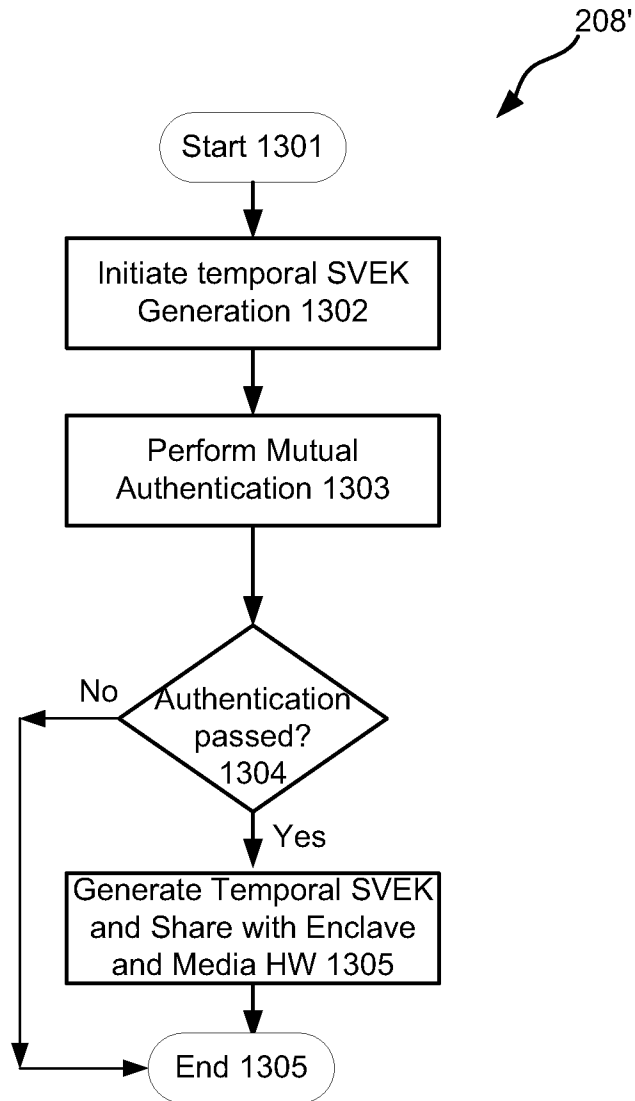 208'
Start 1301
Initiate temporal SVEK
Generation 1302
Perform Mutual
Authentication 1303
No
Authentication
passed?
1304
Yes
Generate Temporal SVEK
and Share with Enclave
and Media HW 1305
End 1305